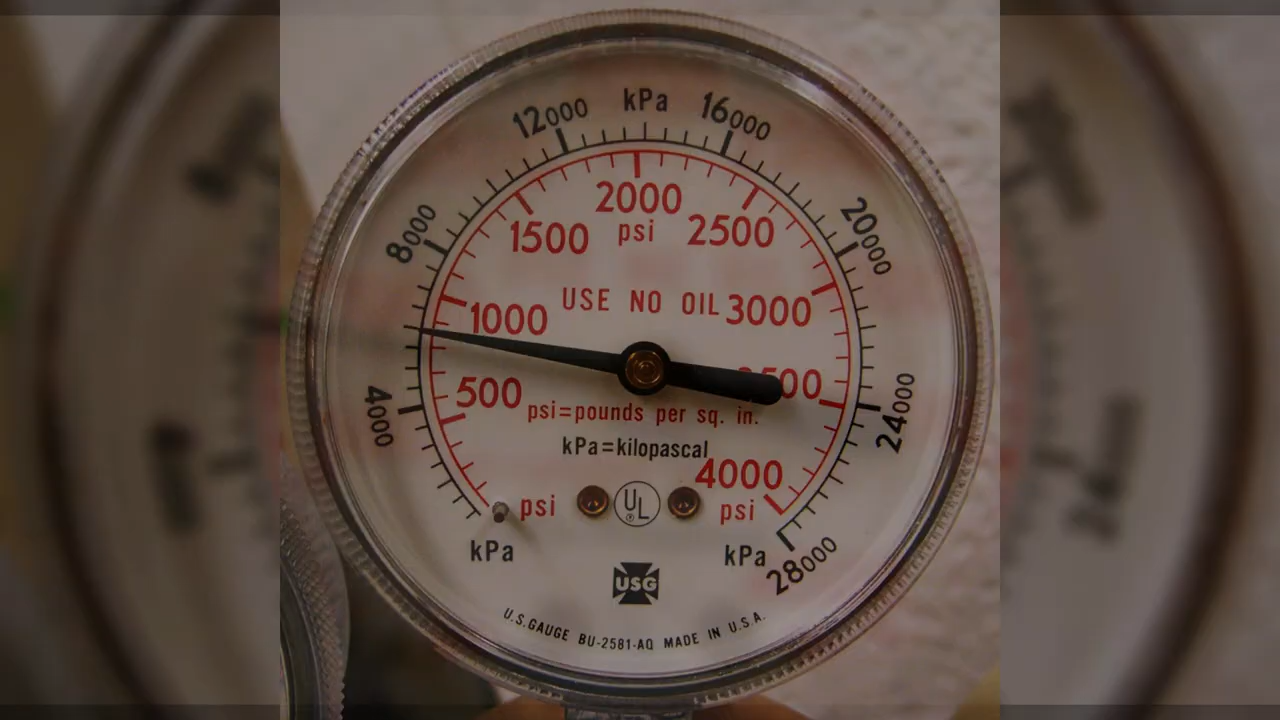 kPa
12000
16000
8000
20000
4000
24000
28000
2000
psi
1500
2500
1000
3000
500
4000
USE NO OIL
psi=pounds per sq. in.
kPa=kilopascal
psi
psi
UL
®
kPa
kPa
USG
U.S.GAUGE BU-2581-AQ MADE IN U.S.A.